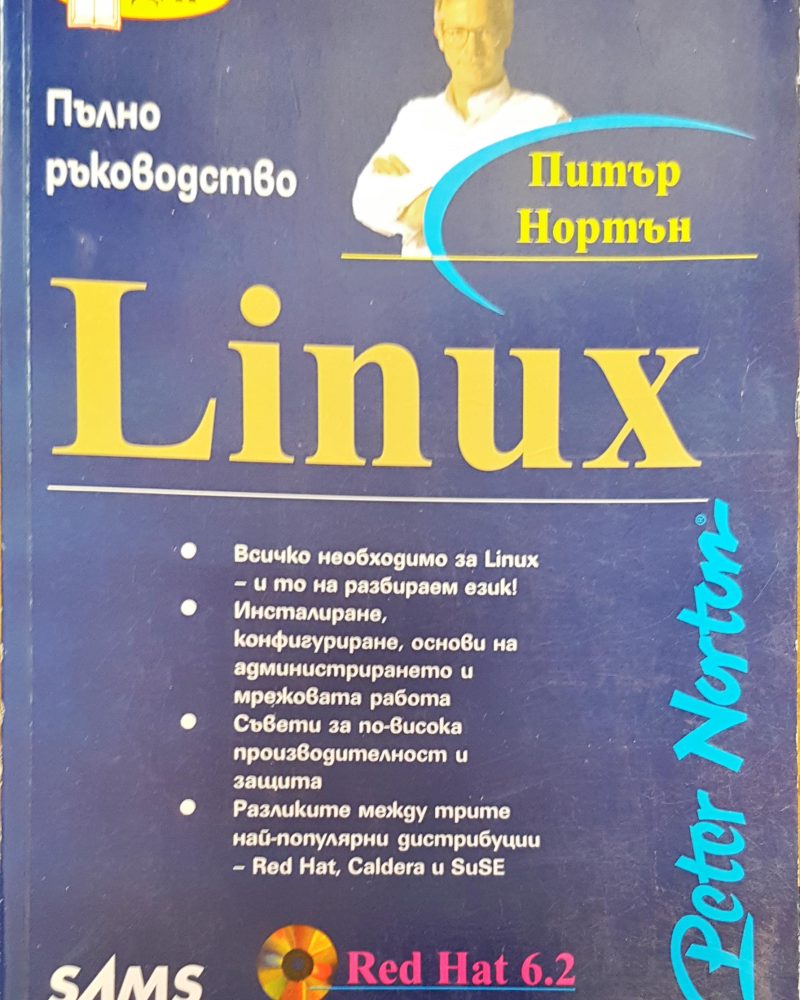 Пълно
ръководство
Питър
Нортън
Linux
• Всичко необходимо за Linux
– и то на разбираем език!
• Инсталиране,
конфигуриране, основи на
администрирането и
мрежовата работа
• Съвети за по-висока
производителност и
защита
• Разликите между трите
най-популярни дистрибуции
– Red Hat, Caldera и SuSE
Peter Norton®
SAMS
Red Hat 6.2